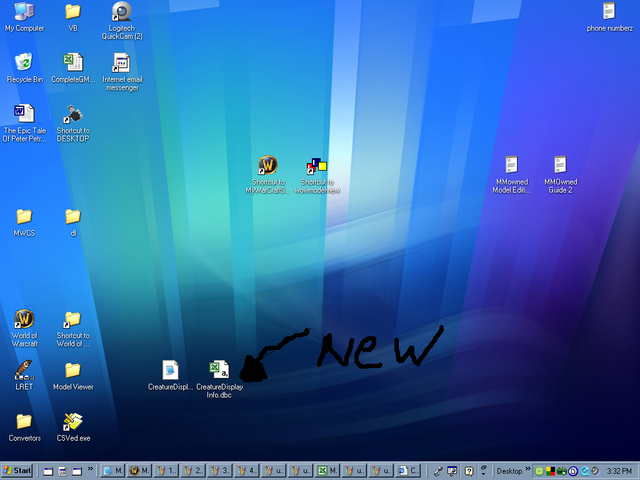 My Computer
VB
Logitech
QuickCam (2)
phone numberz
Recycle Bin
CompleteGM...
Internet email
messenger
The Epic Tale
Of Peter Petr...
Shortcut to
DESKTOP
Shortcut to
MyWarCraftS...
Shortcut to
wowmodelview
MMowned
Model Editi...
MMOwned
Guide 2
MWCS
dl
World of
Warcraft
Shortcut to
World of ...
NEW
LRET
Model Viewer
CreatureDispl...
CreatureDisplay
Info.dbc
Convertors
CSVed.exe
Start
M.
M.
1..
2..
3..
4..
u..
u..
M.
u..
u..
C..
Desktop
3:32 PM